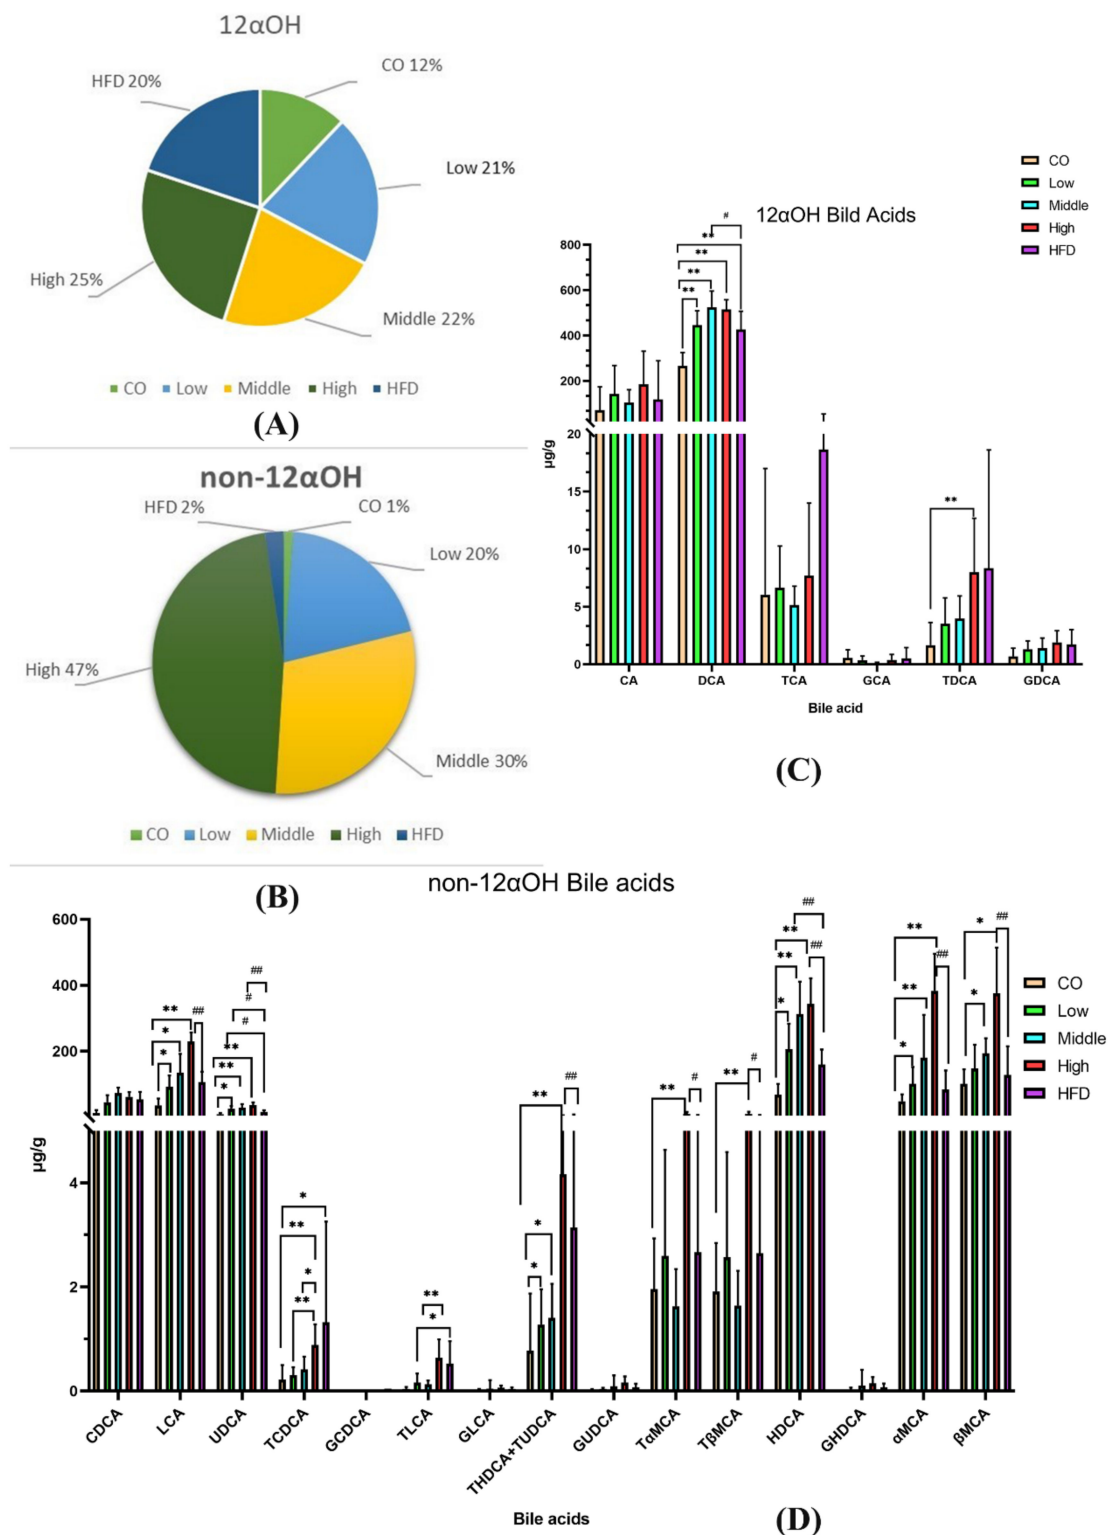 12αOH
CO 12%
HFD 20%
Low 21%
High 25%
Middle 22%
CO Low Middle High HFD
(A)
non-12αOH
HFD 2%
CO 1%
Low 20%
High 47%
Middle 30%
CO Low Middle High HFD
(B)
12αOH Bild Acids
CO
Low
Middle
High
HFD
#
**
**
**
**
**
800
600
400
200
20
15
10
5
0
µg/g
CA DCA TCA GCA TDCA GDCA
Bile acid
(C)
non-12αOH Bile acids
CO
Low
Middle
High
HFD
600
400
200
4
2
0
µg/g
** ## * *
## # # ** ** *
* ** * **
** *
## ** * *
** #
** #
## ** ** ## *
** ## ** *
* ## *
CDCA LCA UDCA TCDCA GCDCA TLCA GLCA THDCA+TUDCA GUDCA TαMCA TβMCA HDCA GHDCA αMCA βMCA
Bile acids
(D)